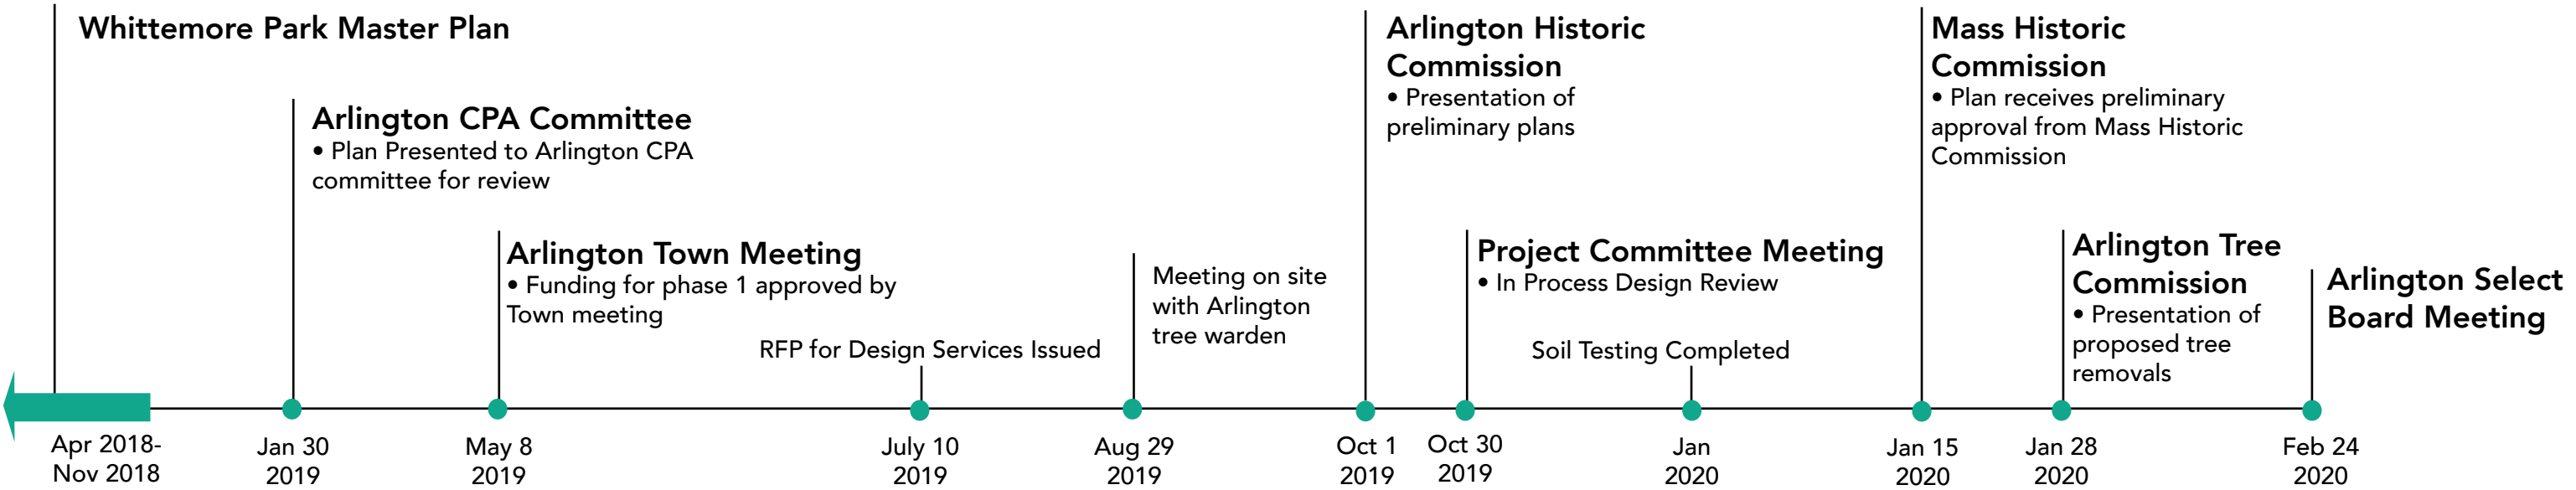 Whittemore Park Master Plan
Apr 2018-
Nov 2018
Arlington CPA Committee
• Plan Presented to Arlington CPA
committee for review
Jan 30
2019
Arlington Town Meeting
• Funding for phase 1 approved by
Town meeting
May 8
2019
RFP for Design Services Issued
July 10
2019
Meeting on site
with Arlington
tree warden
Aug 29
2019
Arlington Historic
Commission
• Presentation of
preliminary plans
Oct 1
2019
Project Committee Meeting
• In Process Design Review
Oct 30
2019
Soil Testing Completed
Jan
2020
Mass Historic
Commission
• Plan receives preliminary
approval from Mass Historic
Commission
Jan 15
2020
Arlington Tree
Commission
• Presentation of
proposed tree
removals
Jan 28
2020
Arlington Select
Board Meeting
Feb 24
2020